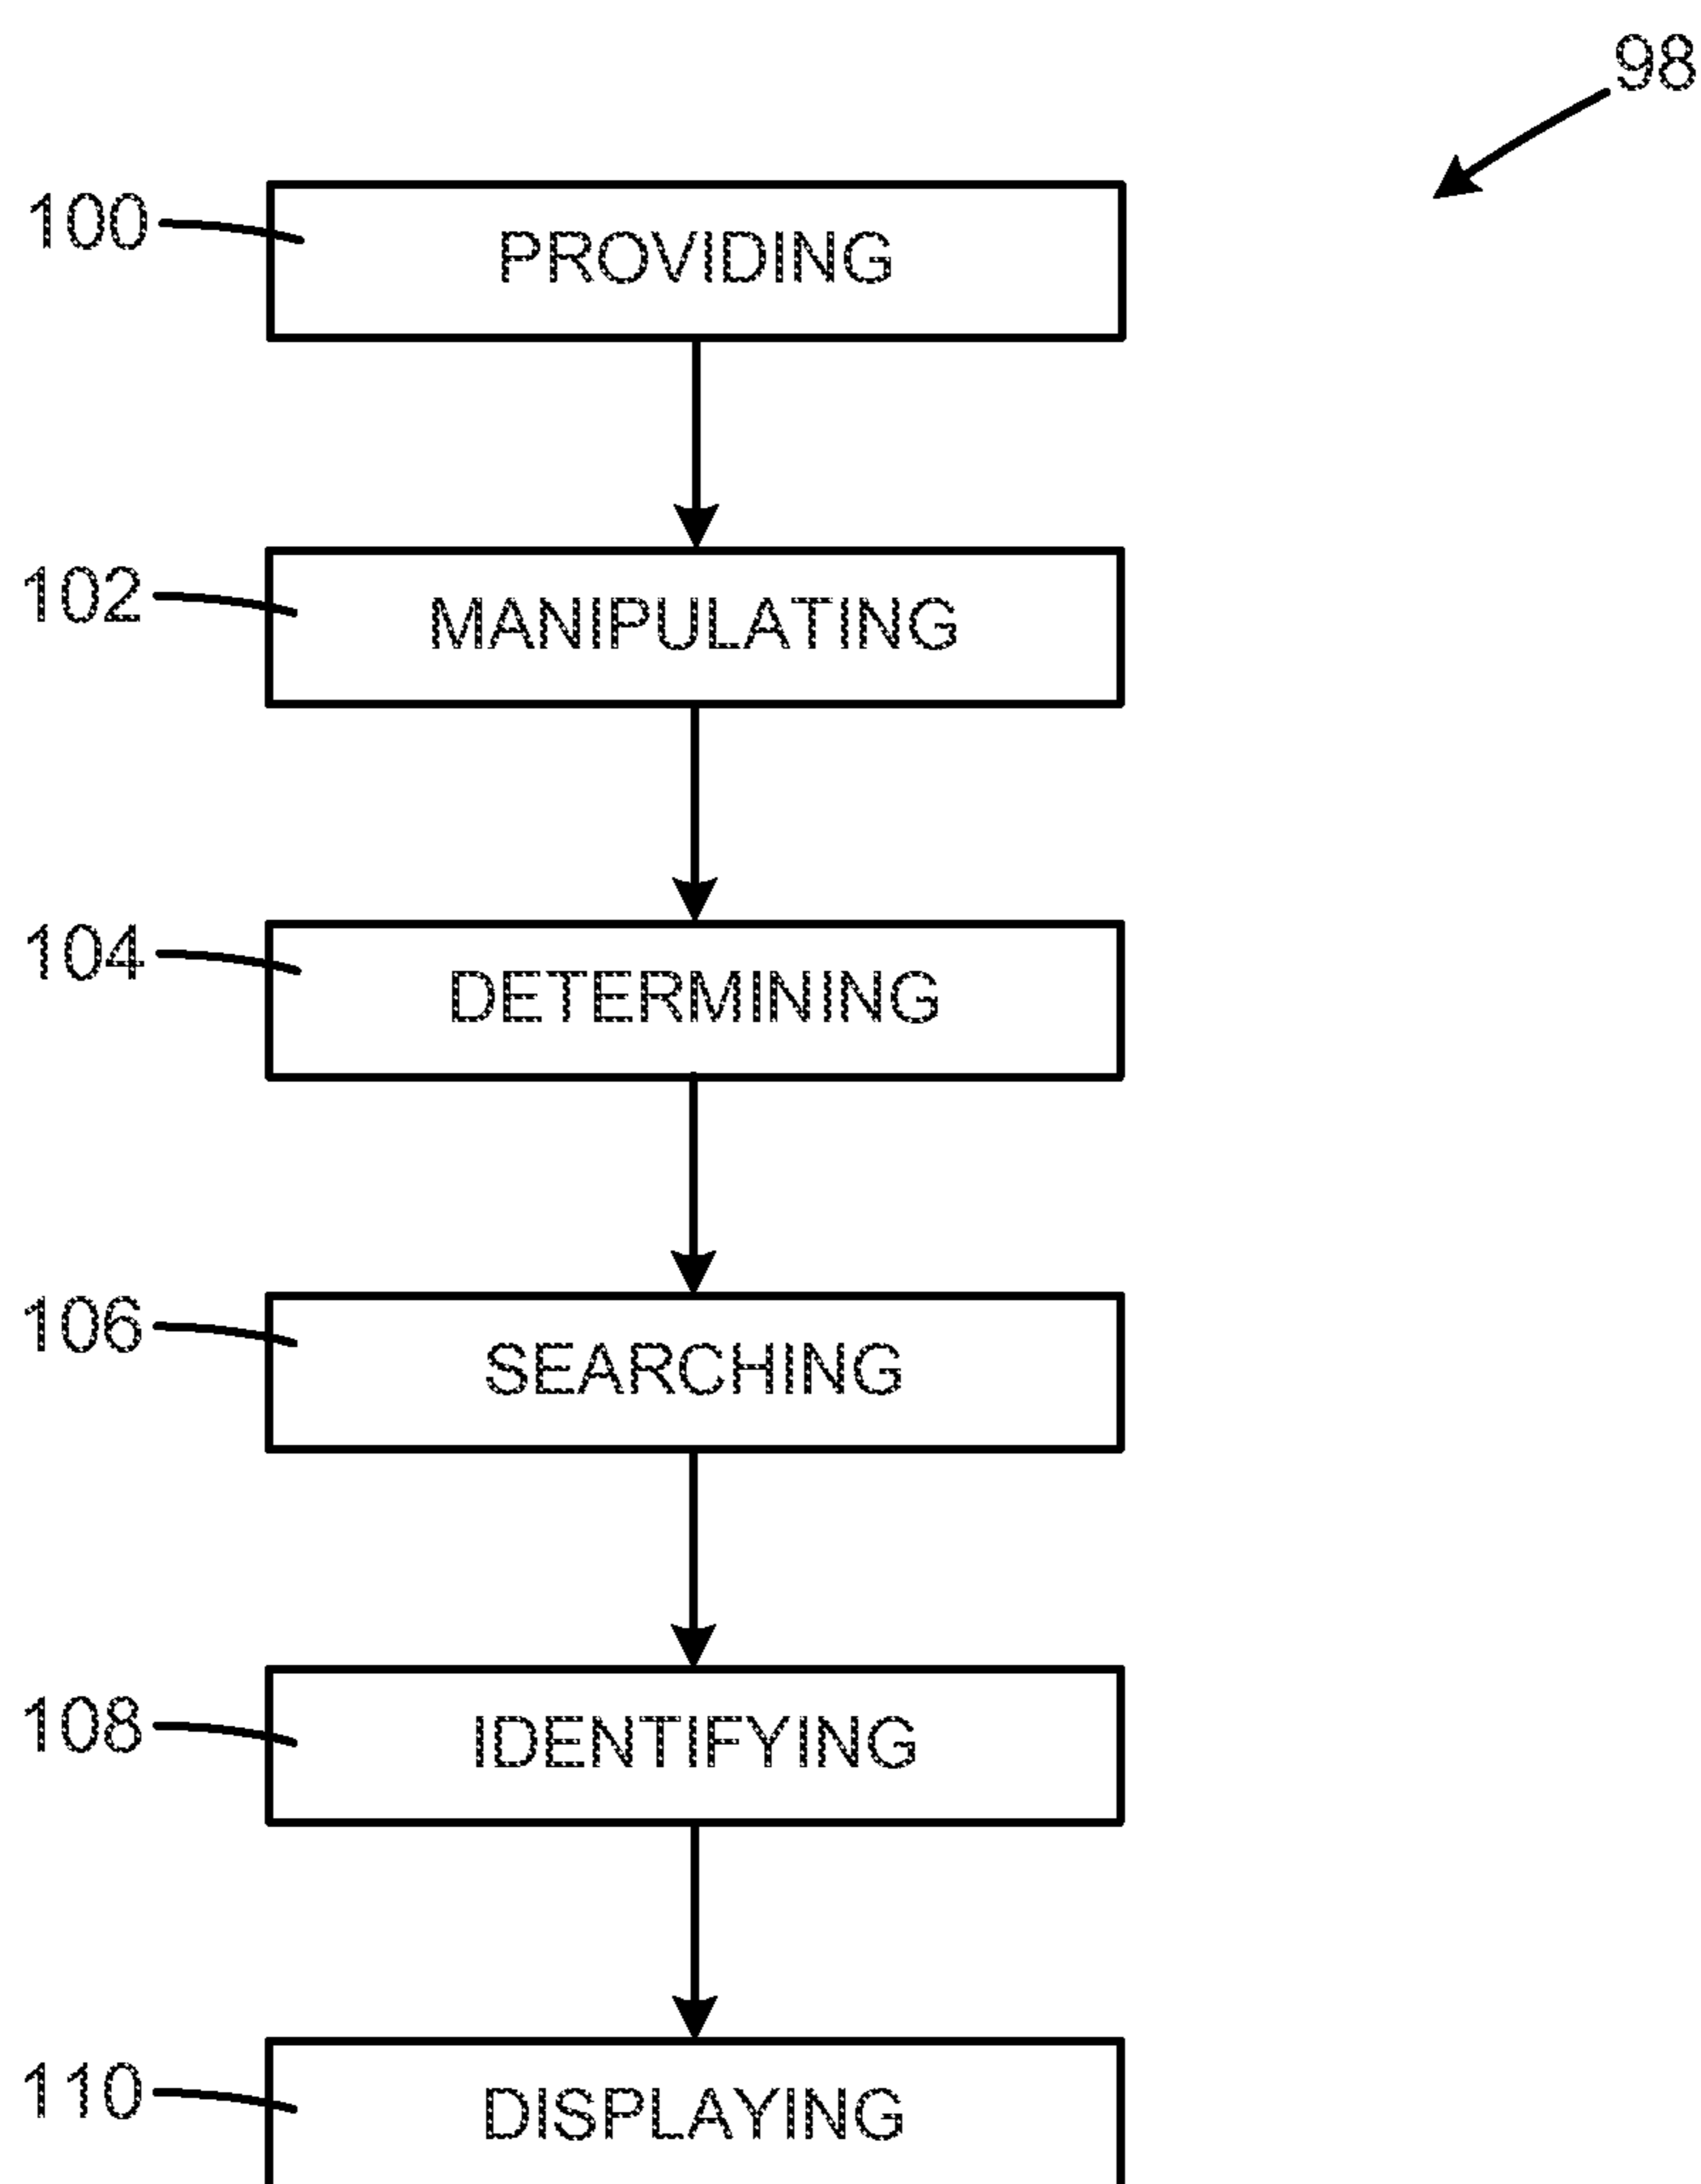 98
100
PROVIDING
102
MANIPULATING
104
DETERMINING
106
SEARCHING
108
IDENTIFYING
110
DISPLAYING